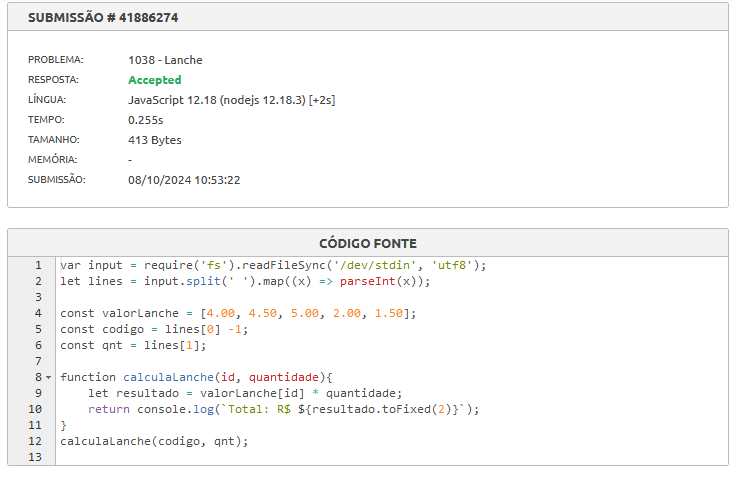 SUBMISSÃO # 41886274
PROBLEMA: 1038 - Lanche
RESPOSTA: Accepted
LÍNGUA: JavaScript 12.18 (nodejs 12.18.3) [+2s]
TEMPO: 0.255s
TAMANHO: 413 Bytes
MEMÓRIA: -
SUBMISSÃO: 08/10/2024 10:53:22
CÓDIGO FONTE
1 var input = require('fs').readFileSync('/dev/stdin', 'utf8');
2 let lines = input.split(' ').map((x) => parseInt(x));
3
4 const valorLanche = [4.00, 4.50, 5.00, 2.00, 1.50];
5 const codigo = lines[0] -1;
6 const qnt = lines[1];
7
8 function calculaLanche(id, quantidade){
9     let resultado = valorLanche[id] * quantidade;
10     return console.log(`Total: R$ ${resultado.toFixed(2)}`);
11 }
12 calculaLanche(codigo, qnt);
13